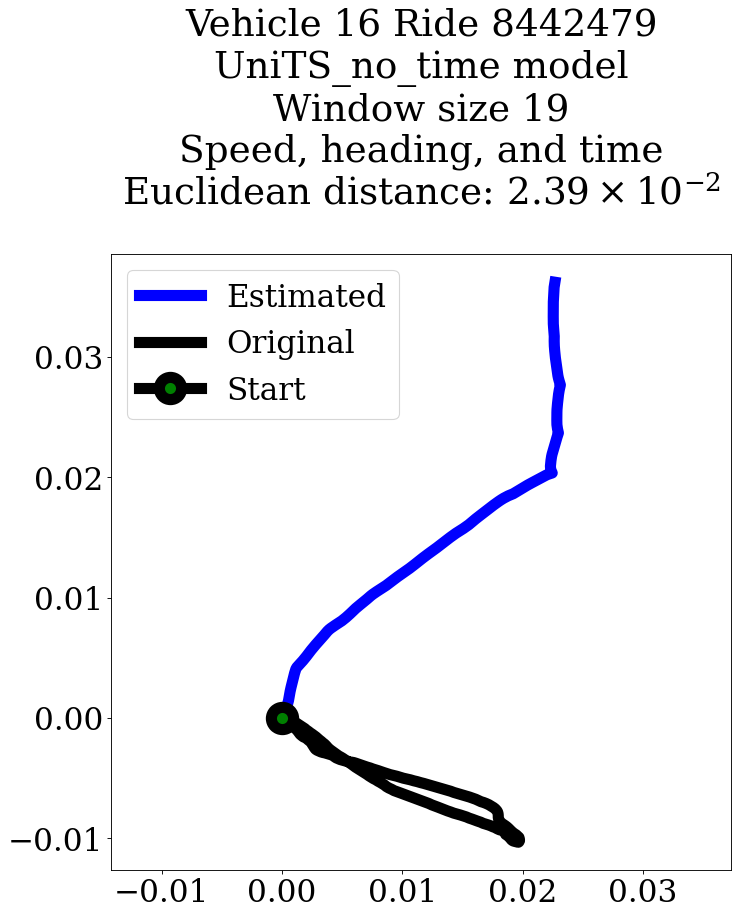 Vehicle 16 Ride 8442479
UniTS_no_time model
Window size 19
Speed, heading, and time
Euclidean distance: 2.39 × 10⁻²
Estimated
Original
Start
0.03
0.02
0.01
0.00
−0.01
−0.01 0.00 0.01 0.02 0.03